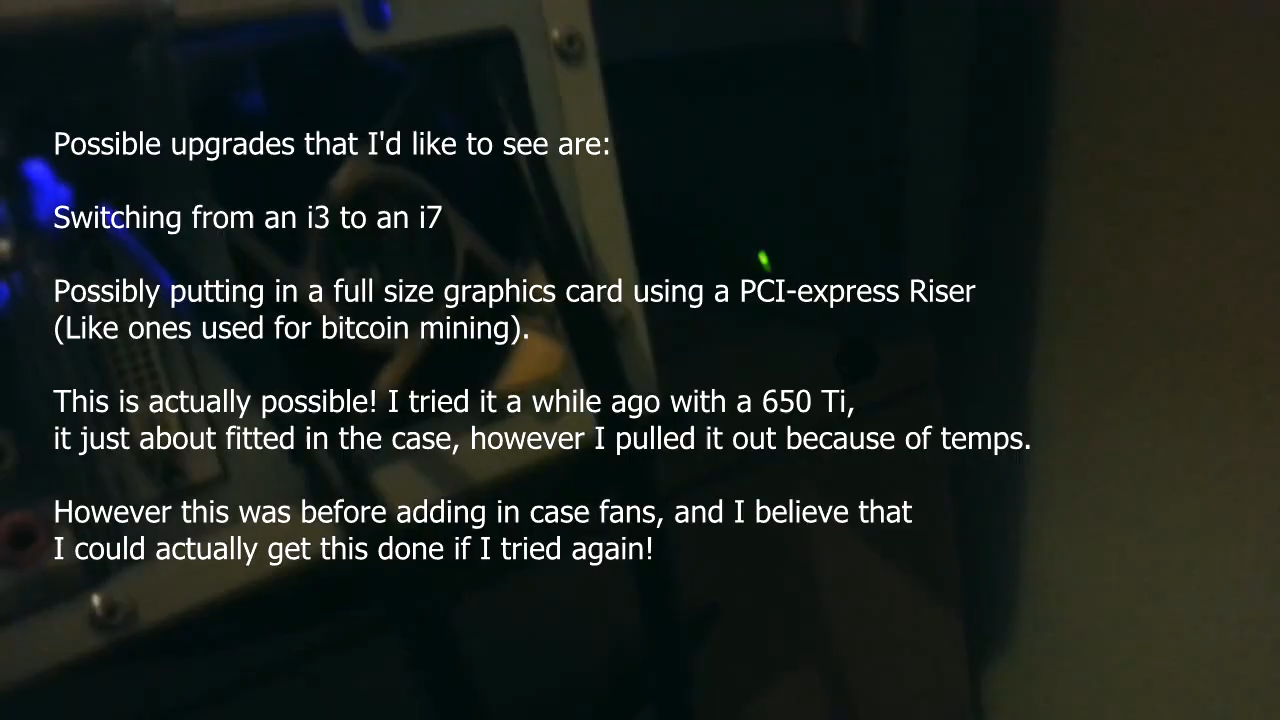 Possible upgrades that I'd like to see are:
Switching from an i3 to an i7
Possibly putting in a full size graphics card using a PCI-express Riser
(Like ones used for bitcoin mining).
This is actually possible! I tried it a while ago with a 650 Ti,
it just about fitted in the case, however I pulled it out because of temps.
However this was before adding in case fans, and I believe that
I could actually get this done if I tried again!